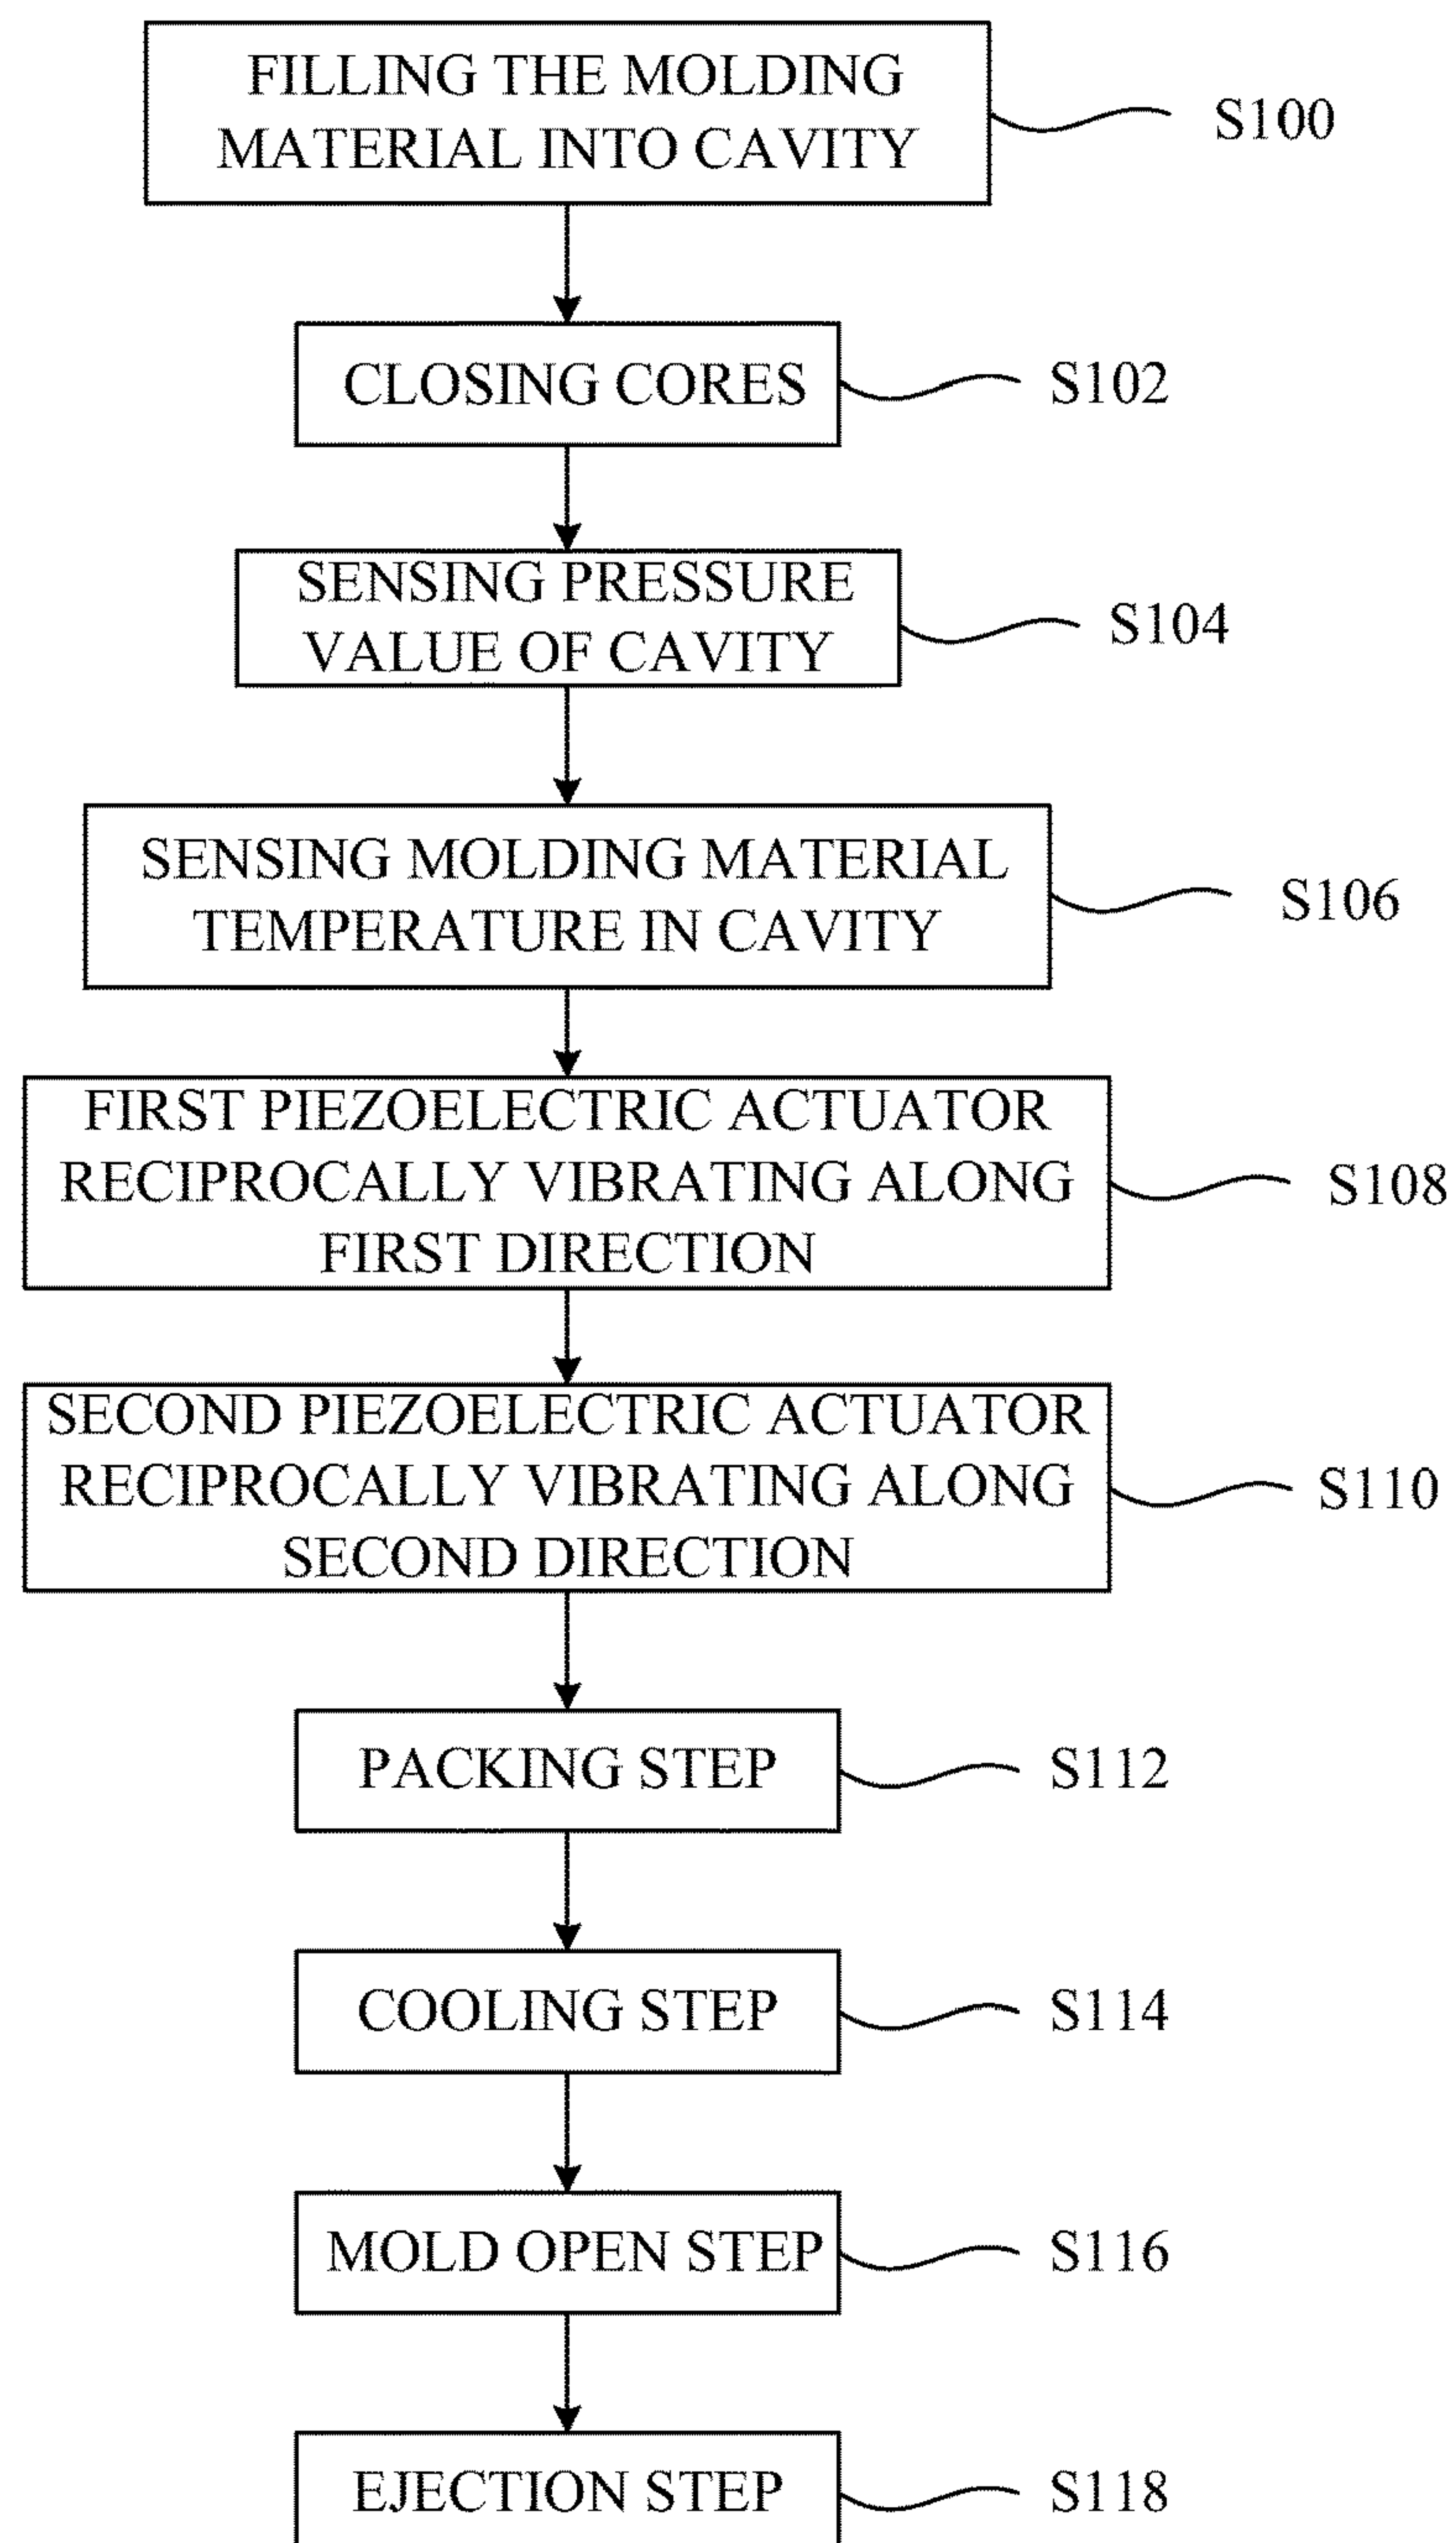 FILLING THE MOLDING
MATERIAL INTO CAVITY
S100
CLOSING CORES
S102
SENSING PRESSURE
VALUE OF CAVITY
S104
SENSING MOLDING MATERIAL
TEMPERATURE IN CAVITY
S106
FIRST PIEZOELECTRIC ACTUATOR
RECIPROCALLY VIBRATING ALONG
FIRST DIRECTION
S108
SECOND PIEZOELECTRIC ACTUATOR
RECIPROCALLY VIBRATING ALONG
SECOND DIRECTION
S110
PACKING STEP
S112
COOLING STEP
S114
MOLD OPEN STEP
S116
EJECTION STEP
S118